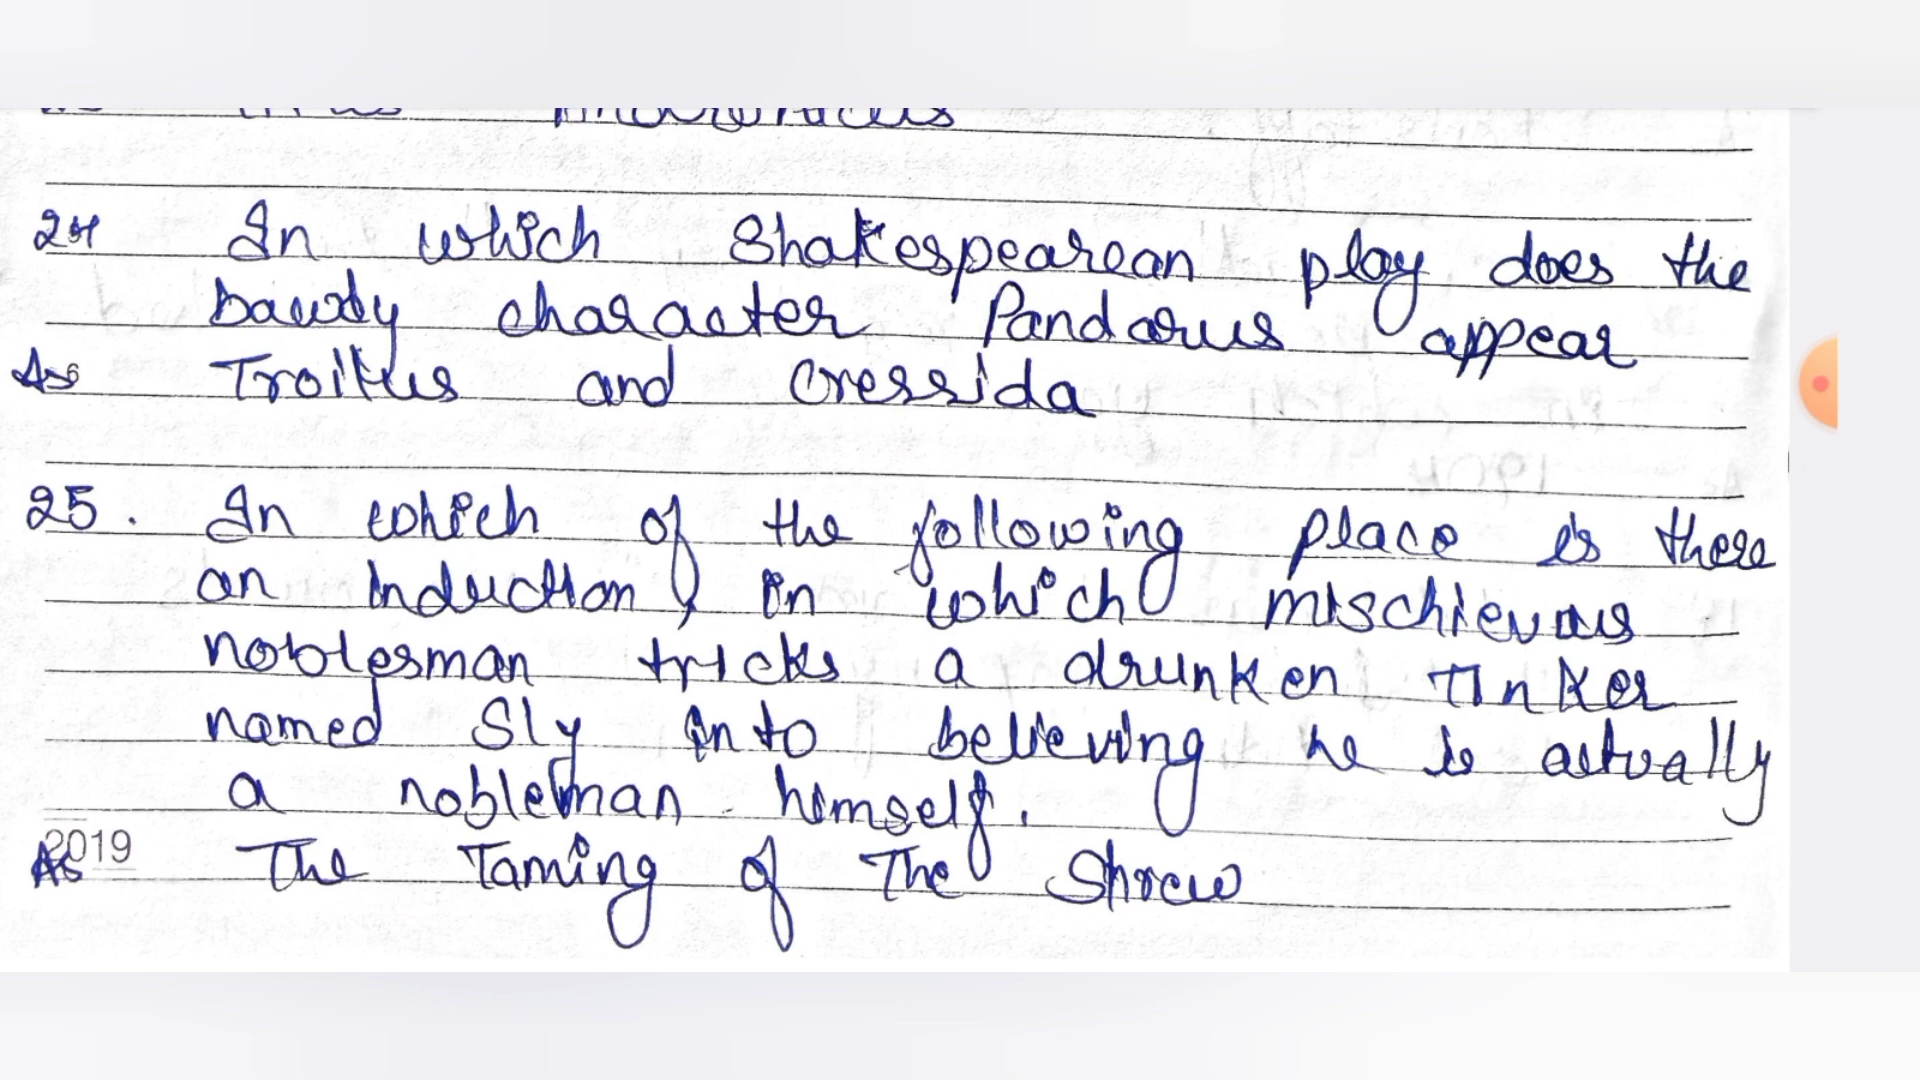 24 In which Shakespearean play does the
bawdy character Pandarus appear
As Troilus and Cressida
25. In which of the following place is there
an induction, in which mischievous
noblesman tricks a drunken Tinker
named Sly into believing he is actually
a nobleman himself.
2019
As The Taming of The Shrew